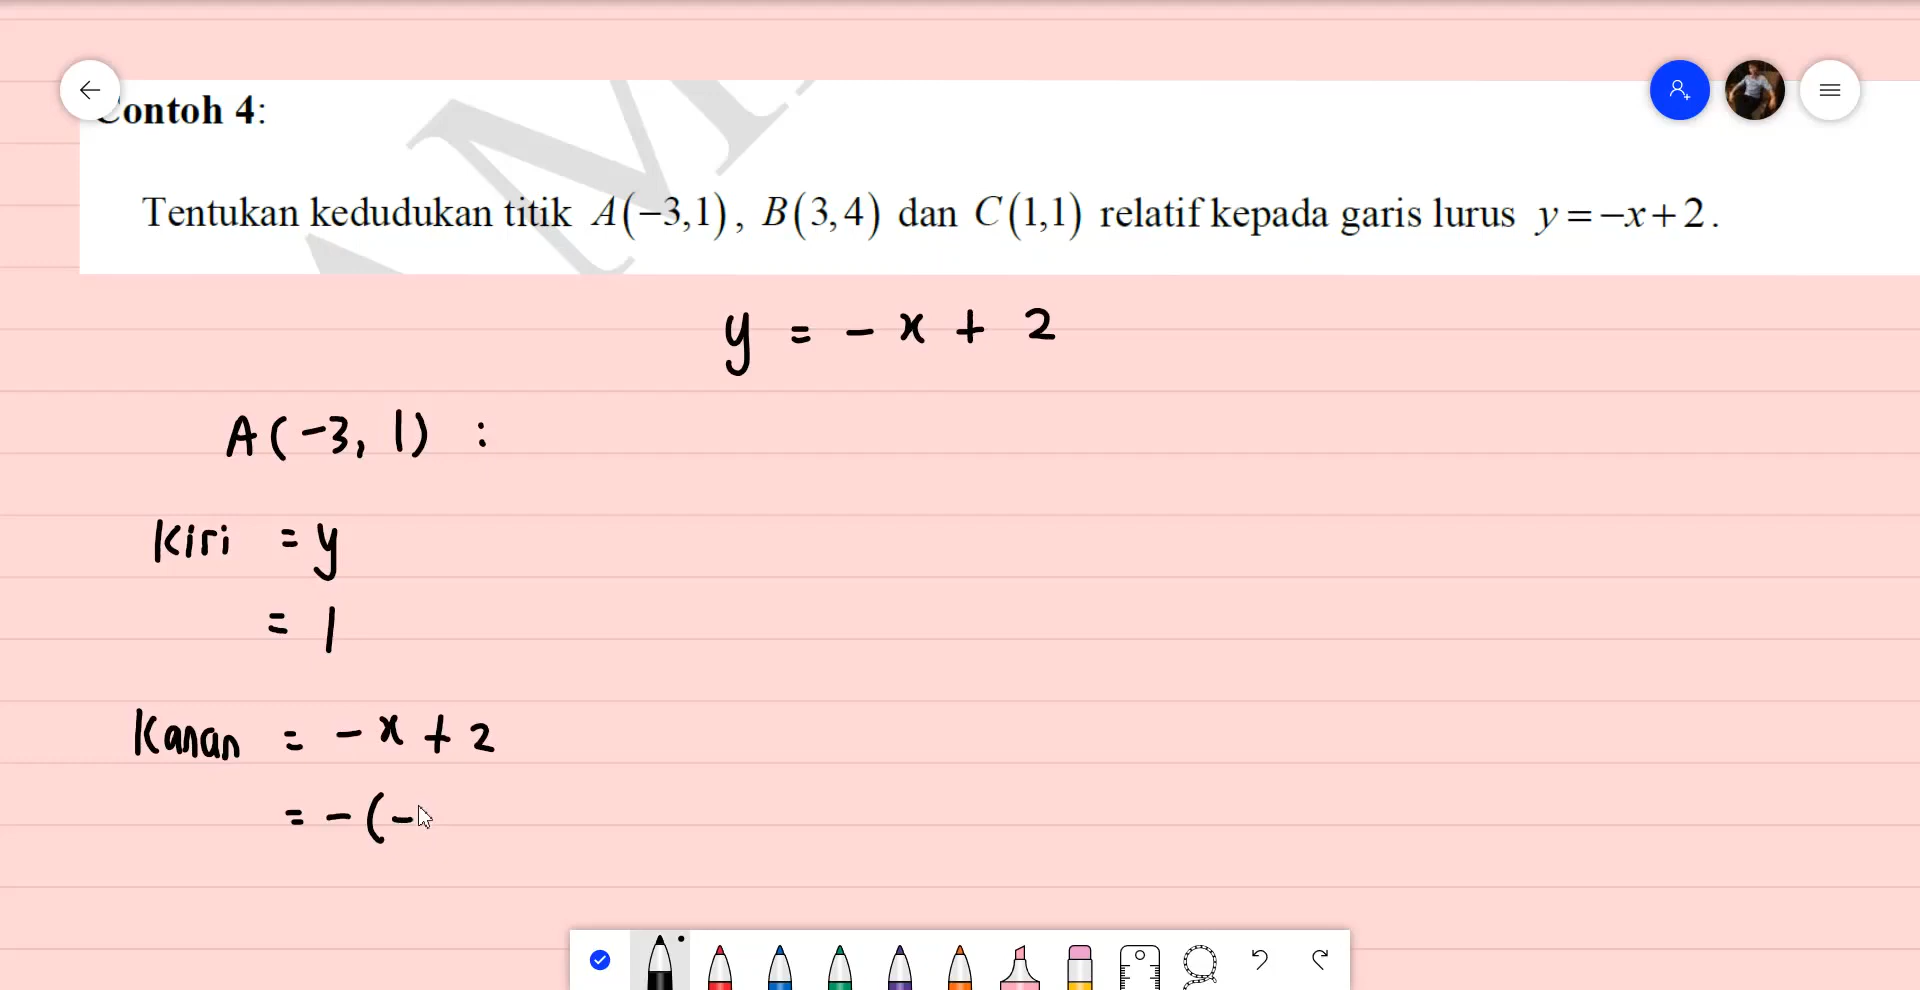 ontoh 4:
Tentukan kedudukan titik A(−3,1), B(3,4) dan C(1,1) relatif kepada garis lurus y=−x+2.
y = - x + 2
A(-3, 1) :
Kiri = y
= 1
Kanan = - x + 2
= - (-